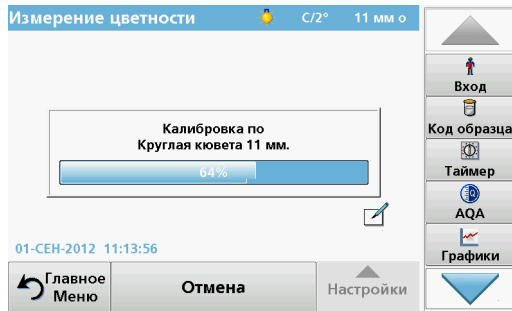 Измерение цветности C/2° 11 мм о
Калибровка по
Круглая кювета 11 мм.
64%
01-СЕН-2012 11:13:56
Главное
Меню
Отмена
Настройки
Вход
Код образца
Таймер
AQA
Графики